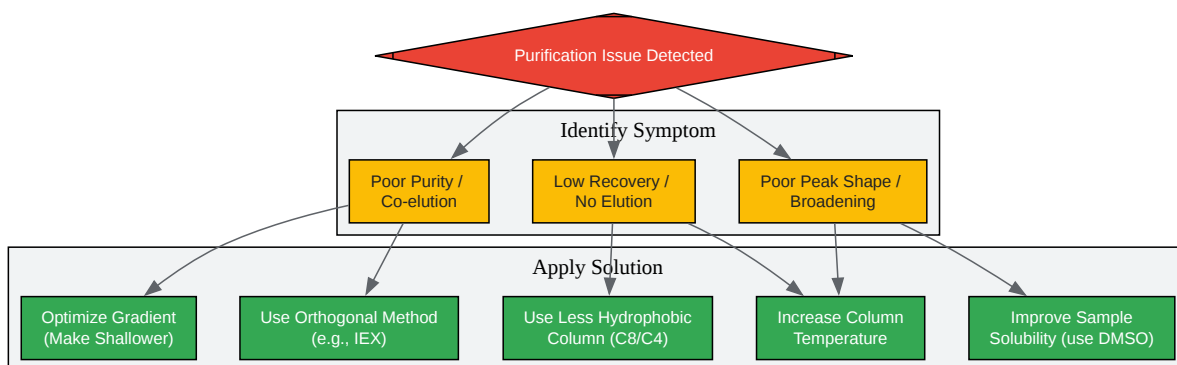 Purification Issue Detected
Identify Symptom
Poor Purity /
Co-elution
Low Recovery /
No Elution
Poor Peak Shape /
Broadening
Apply Solution
Optimize Gradient
(Make Shallower)
Use Orthogonal Method
(e.g., IEX)
Use Less Hydrophobic
Column (C8/C4)
Increase Column
Temperature
Improve Sample
Solubility (use DMSO)